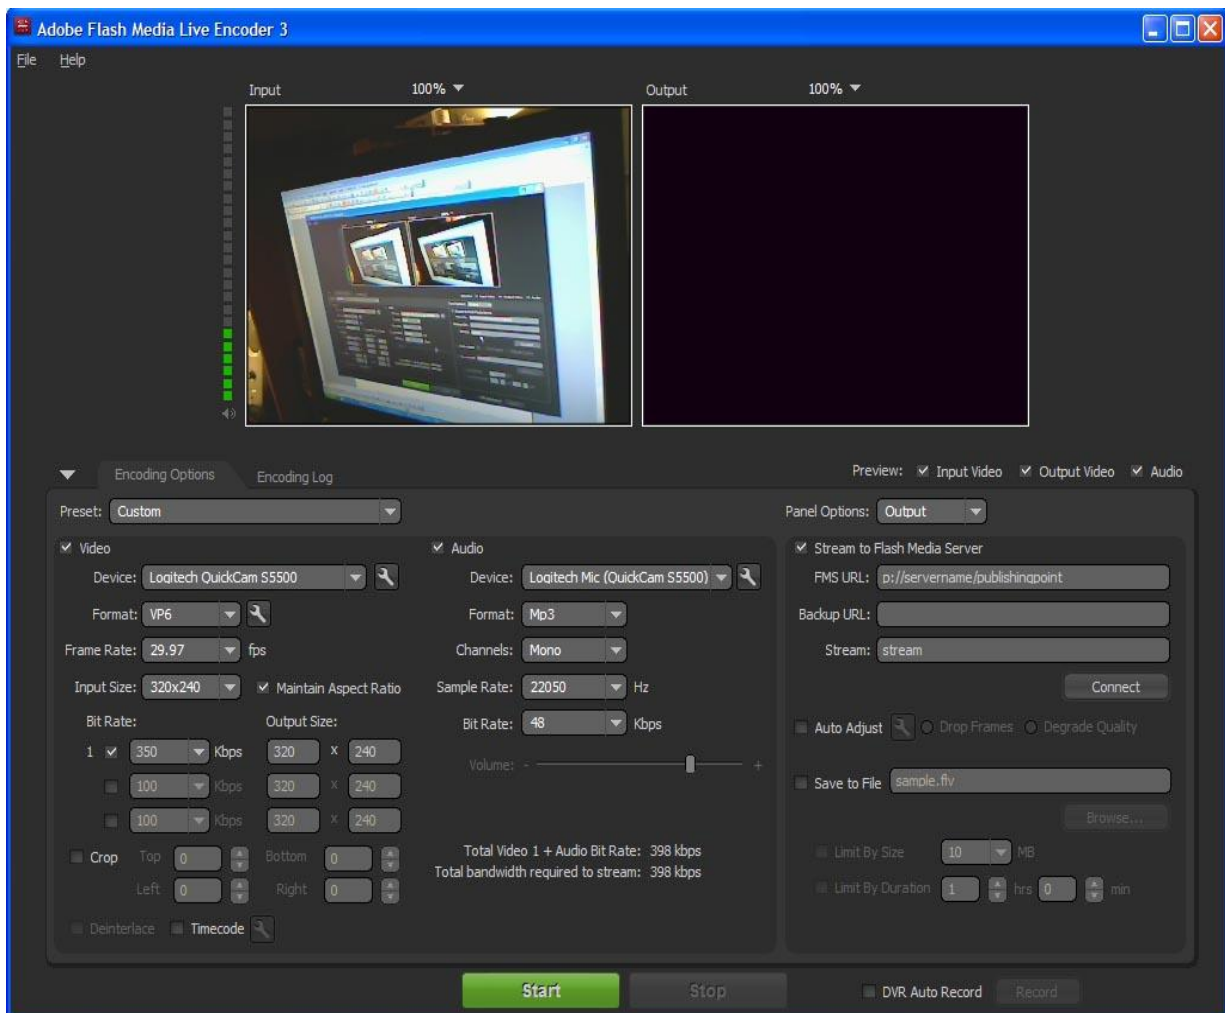 Adobe Flash Media Live Encoder 3
File Help
Input 100% Output 100%
Encoding Options Encoding Log Preview: Input Video Output Video Audio
Preset: Custom Panel Options: Output
Video
Device: Logitech QuickCam S5500
Format: VP6
Frame Rate: 29.97 fps
Input Size: 320x240 Maintain Aspect Ratio
Bit Rate: Output Size:
1 350 Kbps 320 x 240
100 Kbps 320 x 240
100 Kbps 320 x 240
Crop Top 0 Bottom 0
Left 0 Right 0
Deinterlace Timecode
Audio
Device: Logitech Mic (QuickCam S5500)
Format: Mp3
Channels: Mono
Sample Rate: 22050 Hz
Bit Rate: 48 Kbps
Volume: - +
Total Video 1 + Audio Bit Rate: 398 kbps
Total bandwidth required to stream: 398 kbps
Stream to Flash Media Server
FMS URL: p://servername/publishingpoint
Backup URL:
Stream: stream
Connect
Auto Adjust Drop Frames Degrade Quality
Save to File sample.flv
Browse...
Limit By Size 10 MB
Limit By Duration 1 hrs 0 min
Start Stop DVR Auto Record Record